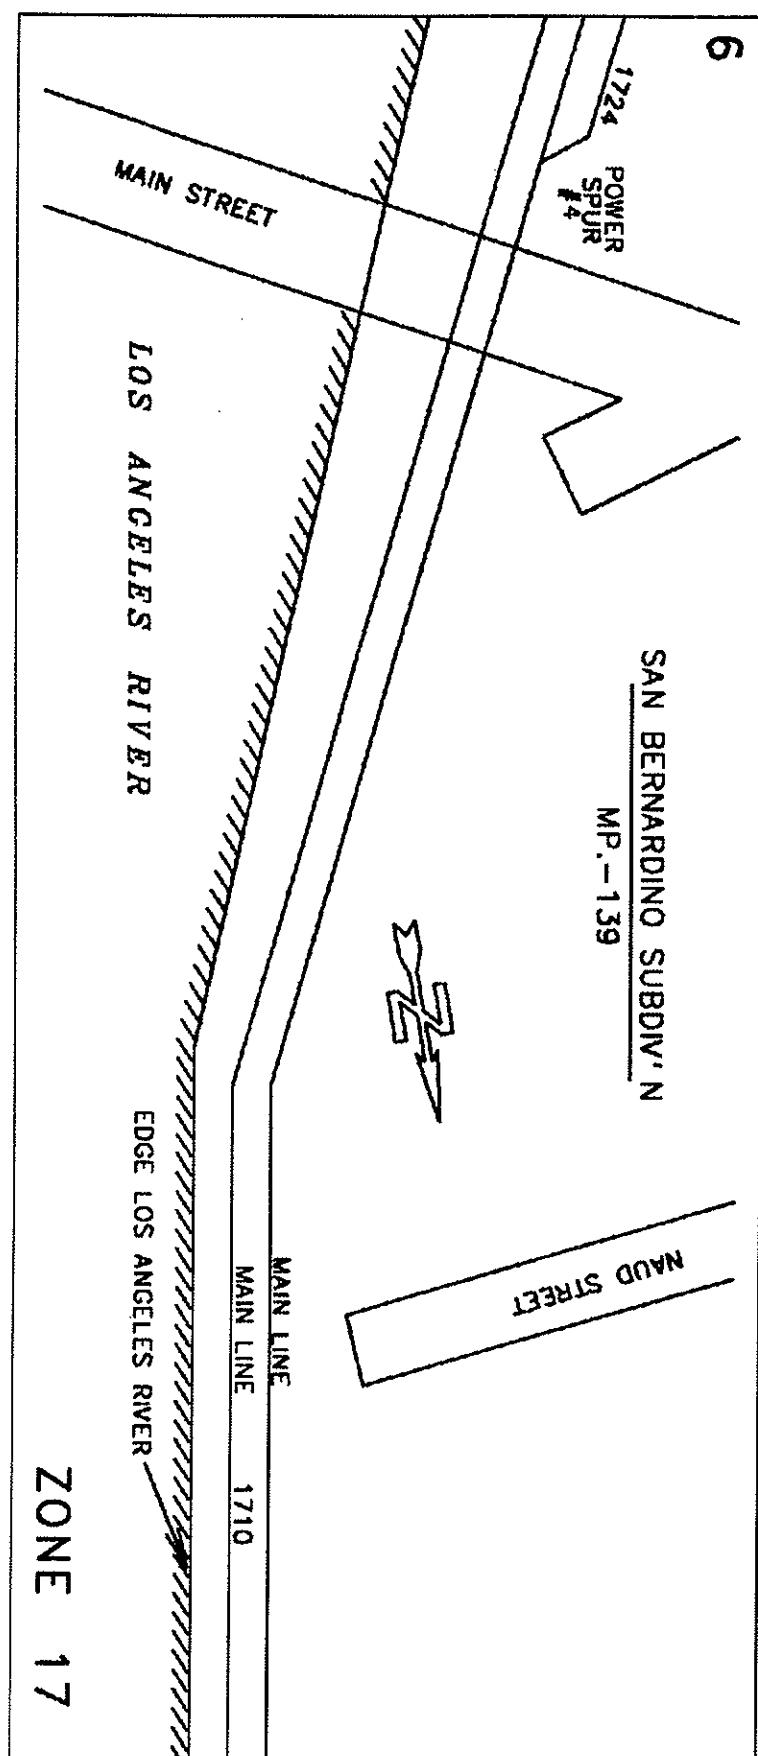 6
1724
POWER
SPUR
#4
MAIN STREET
LOS ANGELES RIVER
SAN BERNARDINO SUBDIV'N
MP.-139
N
NAUD STREET
MAIN LINE
MAIN LINE 1710
EDGE LOS ANGELES RIVER
ZONE 17